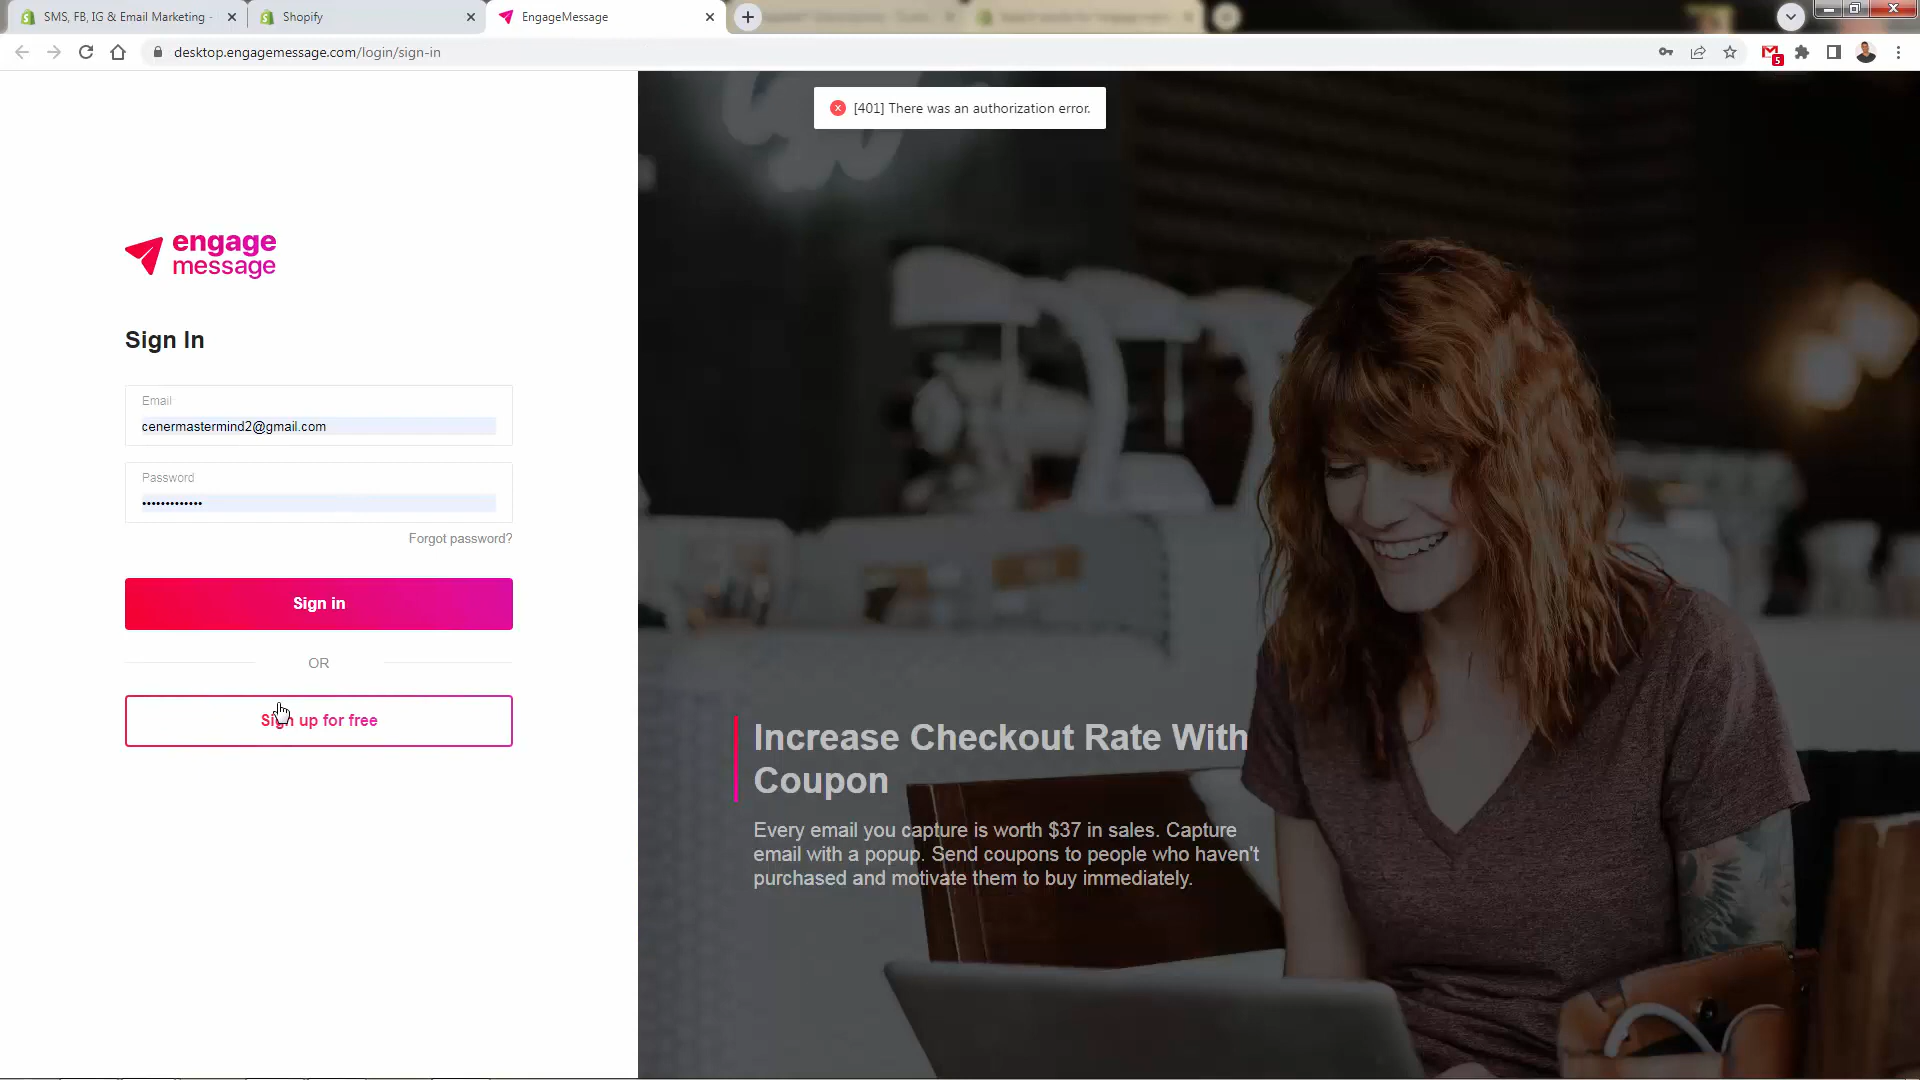 SMS, FB, IG & Email Marketing -
Shopify
EngageMessage
desktop.engagemessage.com/login/sign-in
5
[401] There was an authorization error.
engage
message
Sign In
Email
cenermastermind2@gmail.com
Password
•••••••••••••
Forgot password?
Sign in
OR
Sign up for free
Increase Checkout Rate With
Coupon
Every email you capture is worth $37 in sales. Capture
email with a popup. Send coupons to people who haven't
purchased and motivate them to buy immediately.